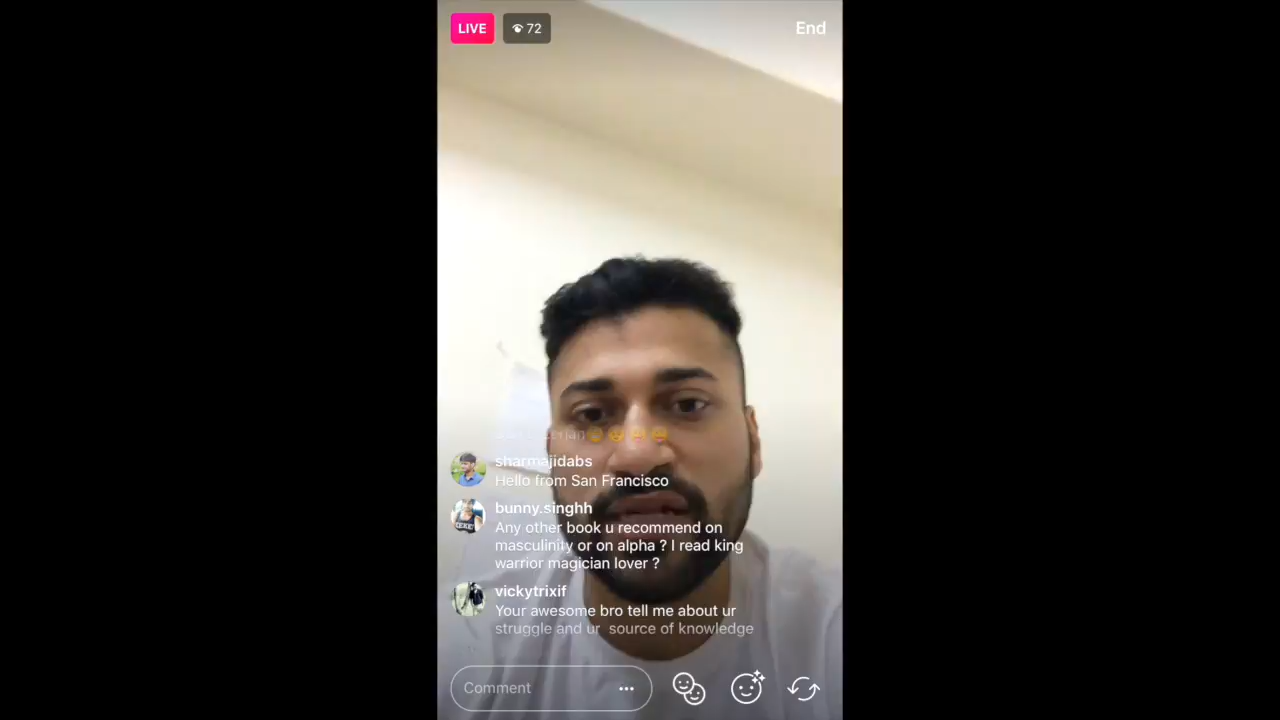 LIVE
72
End
sharmajidabs
Hello from San Francisco
bunny.singhh
Any other book u recommend on
masculinity or on alpha ? I read king
warrior magician lover ?
vickytrixif
Your awesome bro tell me about ur
struggle and ur source of knowledge
Comment